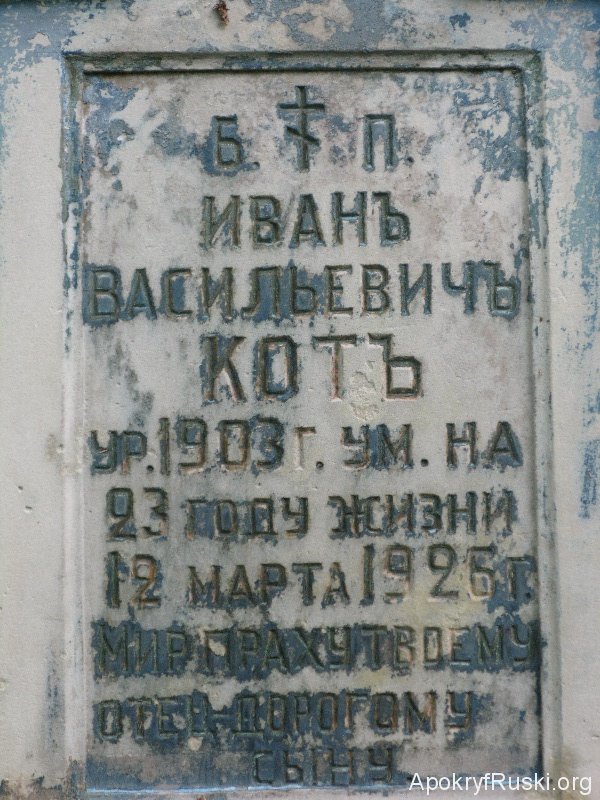 Б. П.
ИВАНЪ
ВАСИЛЬЕВИЧЪ
КОТЪ
УР. 1903 Г. УМ. НА
23 ГОДУ ЖИЗНИ
12 МАРТА 1926 Г.
МИР ПРАХУ ТВОЕМУ
ОТЕЦ-ДОРОГОМУ
СЫНУ
ApokryfRuski.org